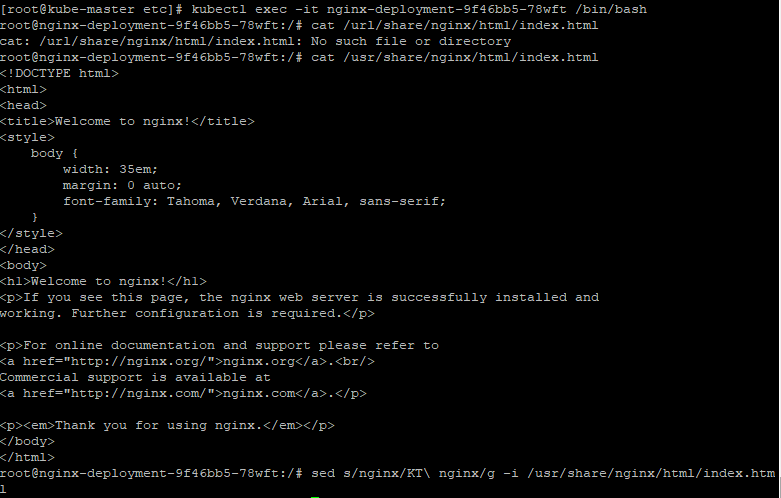 [root@kube-master etc]# kubectl exec -it nginx-deployment-9f46bb5-78wft /bin/bash
root@nginx-deployment-9f46bb5-78wft:/# cat /url/share/nginx/html/index.html
cat: /url/share/nginx/html/index.html: No such file or directory
root@nginx-deployment-9f46bb5-78wft:/# cat /usr/share/nginx/html/index.html
<!DOCTYPE html>
<html>
<head>
<title>Welcome to nginx!</title>
<style>
    body {
        width: 35em;
        margin: 0 auto;
        font-family: Tahoma, Verdana, Arial, sans-serif;
    }
</style>
</head>
<body>
<h1>Welcome to nginx!</h1>
<p>If you see this page, the nginx web server is successfully installed and
working. Further configuration is required.</p>

<p>For online documentation and support please refer to
<a href="http://nginx.org/">nginx.org</a>.<br/>
Commercial support is available at
<a href="http://nginx.com/">nginx.com</a>.</p>

<p><em>Thank you for using nginx.</em></p>
</body>
</html>
root@nginx-deployment-9f46bb5-78wft:/# sed s/nginx/KT\ nginx/g -i /usr/share/nginx/html/index.htm
l